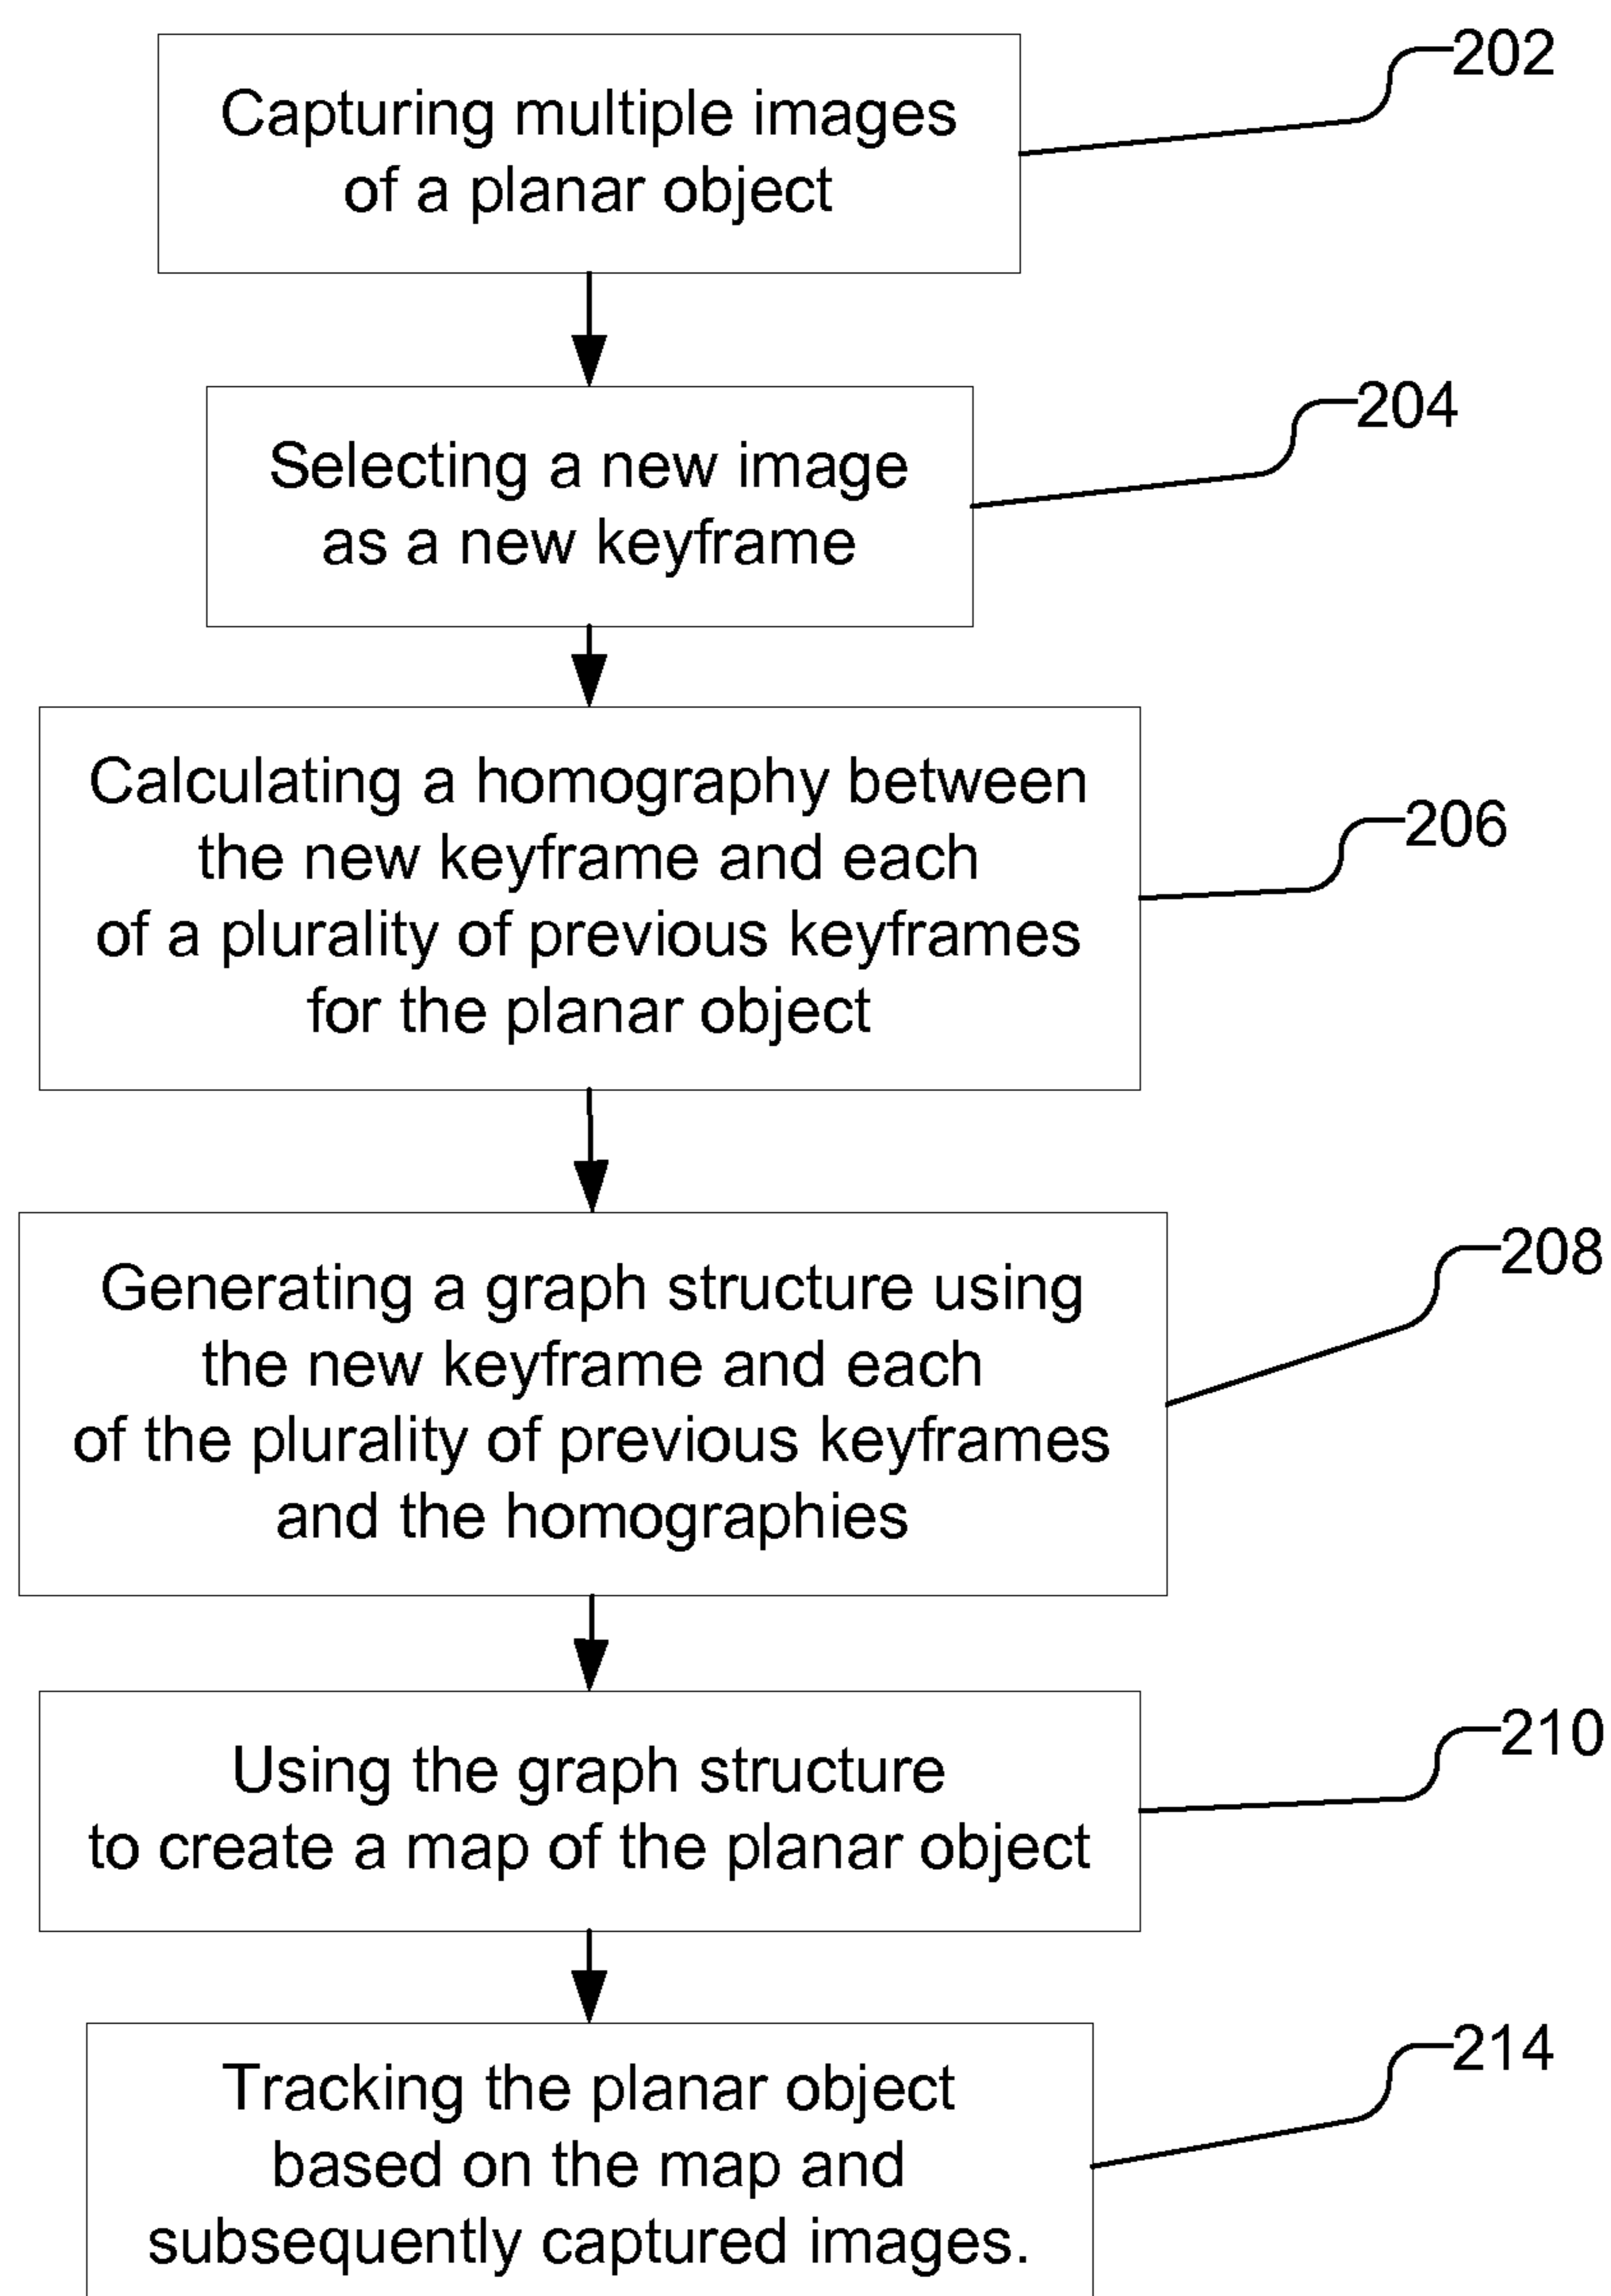 202
Capturing multiple images
of a planar object
204
Selecting a new image
as a new keyframe
Calculating a homography between
the new keyframe and each
of a plurality of previous keyframes
for the planar object
206
Generating a graph structure using
the new keyframe and each
of the plurality of previous keyframes
and the homographies
208
Using the graph structure
to create a map of the planar object
210
Tracking the planar object
based on the map and
subsequently captured images.
214